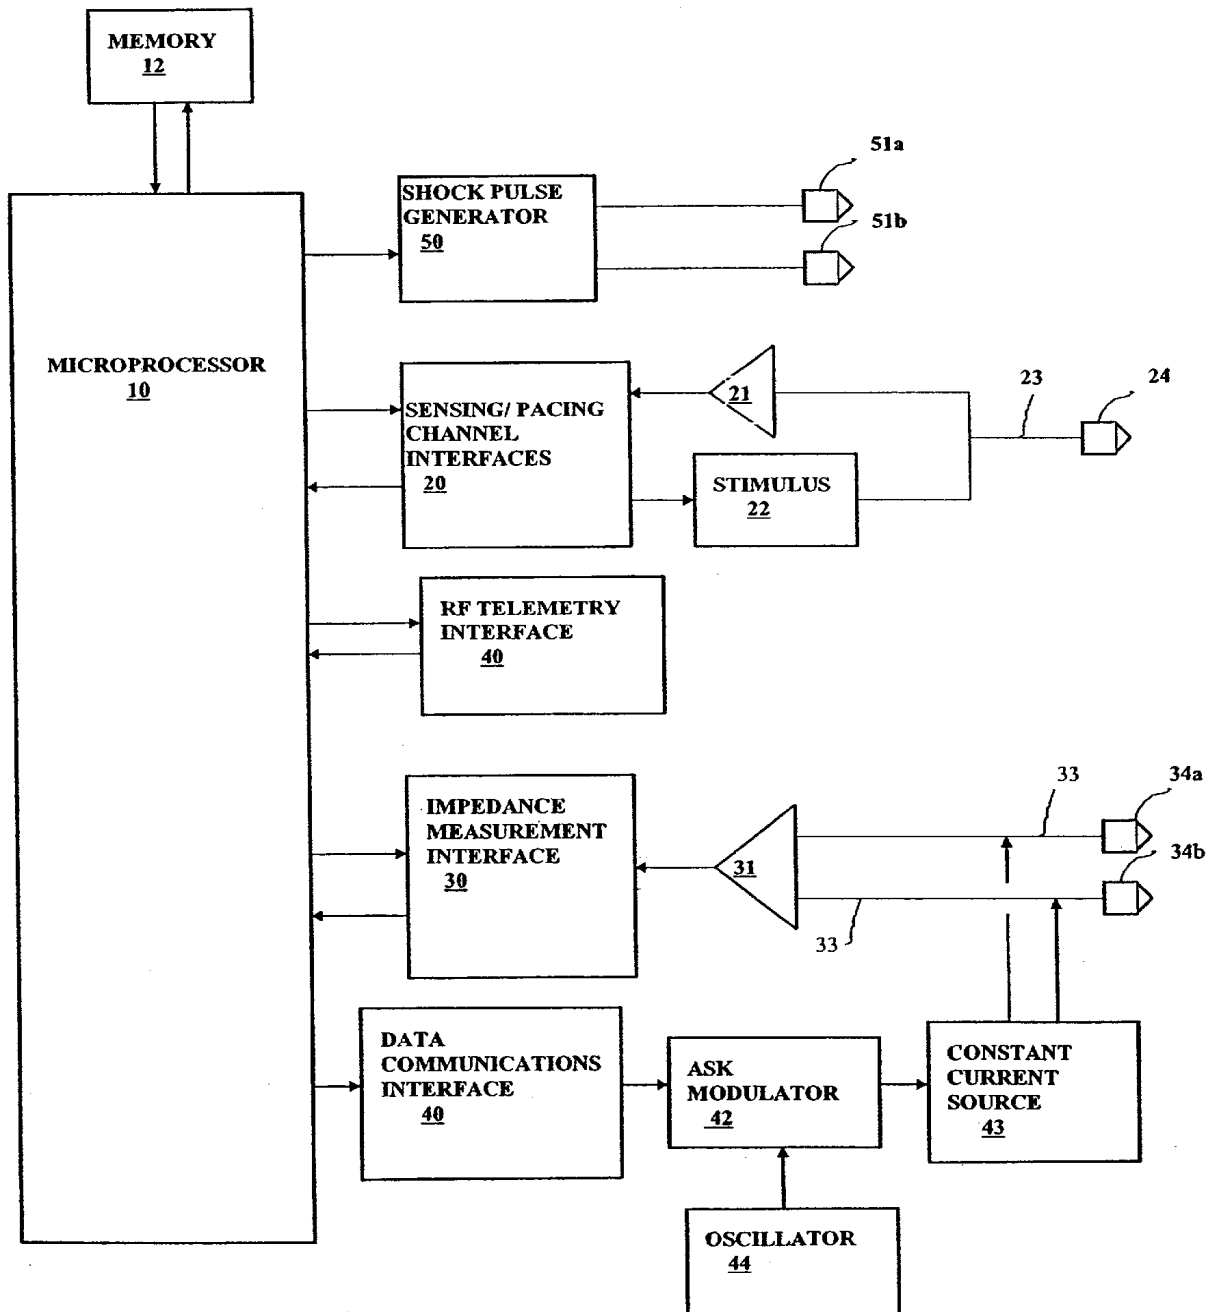 MEMORY
12
51a
SHOCK PULSE
GENERATOR
50
51b
MICROPROCESSOR
10
SENSING/ PACING
CHANNEL
INTERFACES
20
21
23
24
STIMULUS
22
RF TELEMETRY
INTERFACE
40
IMPEDANCE
MEASUREMENT
INTERFACE
30
31
33
34a
34b
33
DATA
COMMUNICATIONS
INTERFACE
40
ASK
MODULATOR
42
CONSTANT
CURRENT
SOURCE
43
OSCILLATOR
44